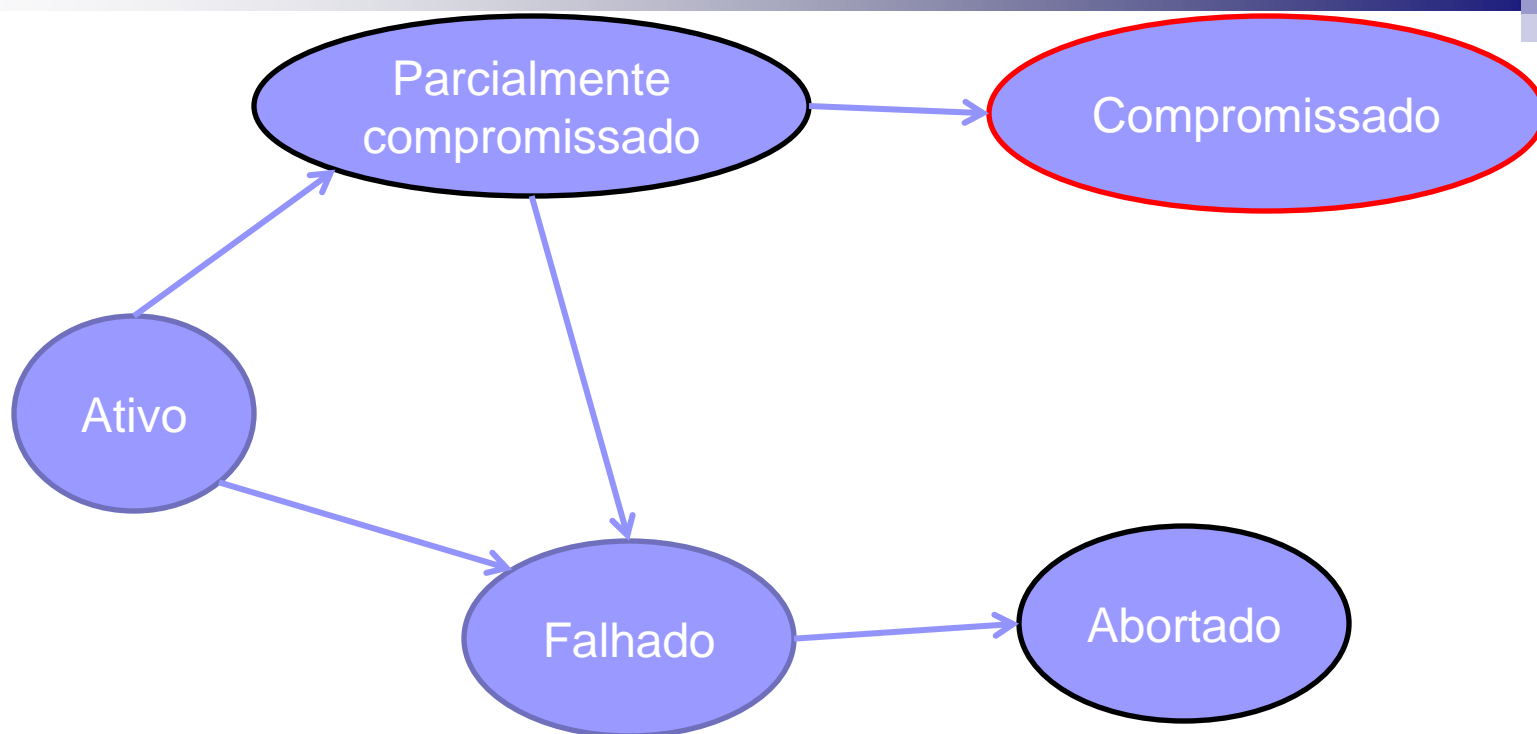 Parcialmente
compromissado
Compromissado
Ativo
Falhado
Abortado